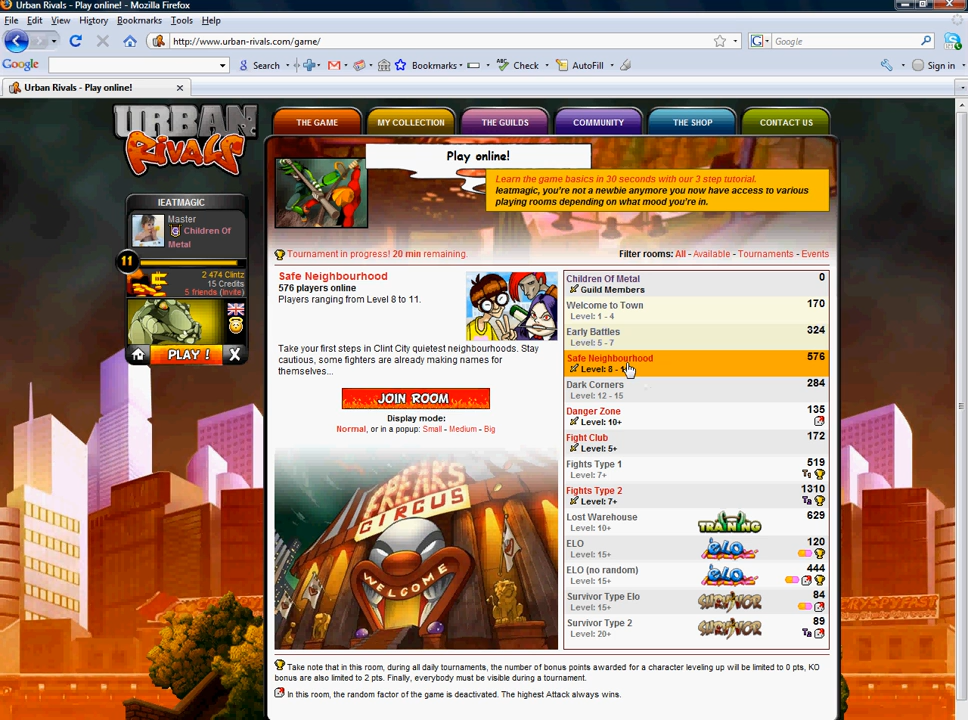 Urban Rivals - Play online! - Mozilla Firefox
File Edit View History Bookmarks Tools Help
http://www.urban-rivals.com/game/
Google
Google Search Bookmarks Check AutoFill Sign in
Urban Rivals - Play online!
URBAN
RIVALS
THE GAME MY COLLECTION THE GUILDS COMMUNITY THE SHOP CONTACT US
Play online!
Learn the game basics in 30 seconds with our 3 step tutorial.
leatmagic, you're not a newbie anymore you now have access to various
playing rooms depending on what mood you're in.
IEATMAGIC
Master
Children Of
Metal
11
2 474 Clintz
15 Credits
5 friends (invite)
PLAY !
Tournament in progress! 20 min remaining.
Filter rooms: All - Available - Tournaments - Events
Safe Neighbourhood
576 players online
Players ranging from Level 8 to 11.
Take your first steps in Clint City quietest neighbourhoods. Stay
cautious, some fighters are already making names for
themselves...
JOIN ROOM
Display mode:
Normal, or in a popup: Small - Medium - Big
FREAKS
CIRCUS
WELCOME
Children Of Metal 0
Guild Members
Welcome to Town 170
Level: 1 - 4
Early Battles 324
Level: 5 - 7
Safe Neighbourhood 576
Level: 8 -
Dark Corners 284
Level: 12 - 15
Danger Zone 135
Level: 10+
Fight Club 172
Level: 5+
Fights Type 1 519
Level: 7+
Fights Type 2 1310
Level: 7+
Lost Warehouse TRAINING 629
Level: 10+
ELO ELO 120
Level: 15+
ELO (no random) ELO 444
Level: 15+
Survivor Type Elo SURVIVOR 84
Level: 15+
Survivor Type 2 SURVIVOR 89
Level: 20+
Take note that in this room, during all daily tournaments, the number of bonus points awarded for a character leveling up will be limited to 0 pts, KO
bonus are also limited to 2 pts. Finally, everybody must be visible during a tournament.
In this room, the random factor of the game is deactivated. The highest Attack always wins.